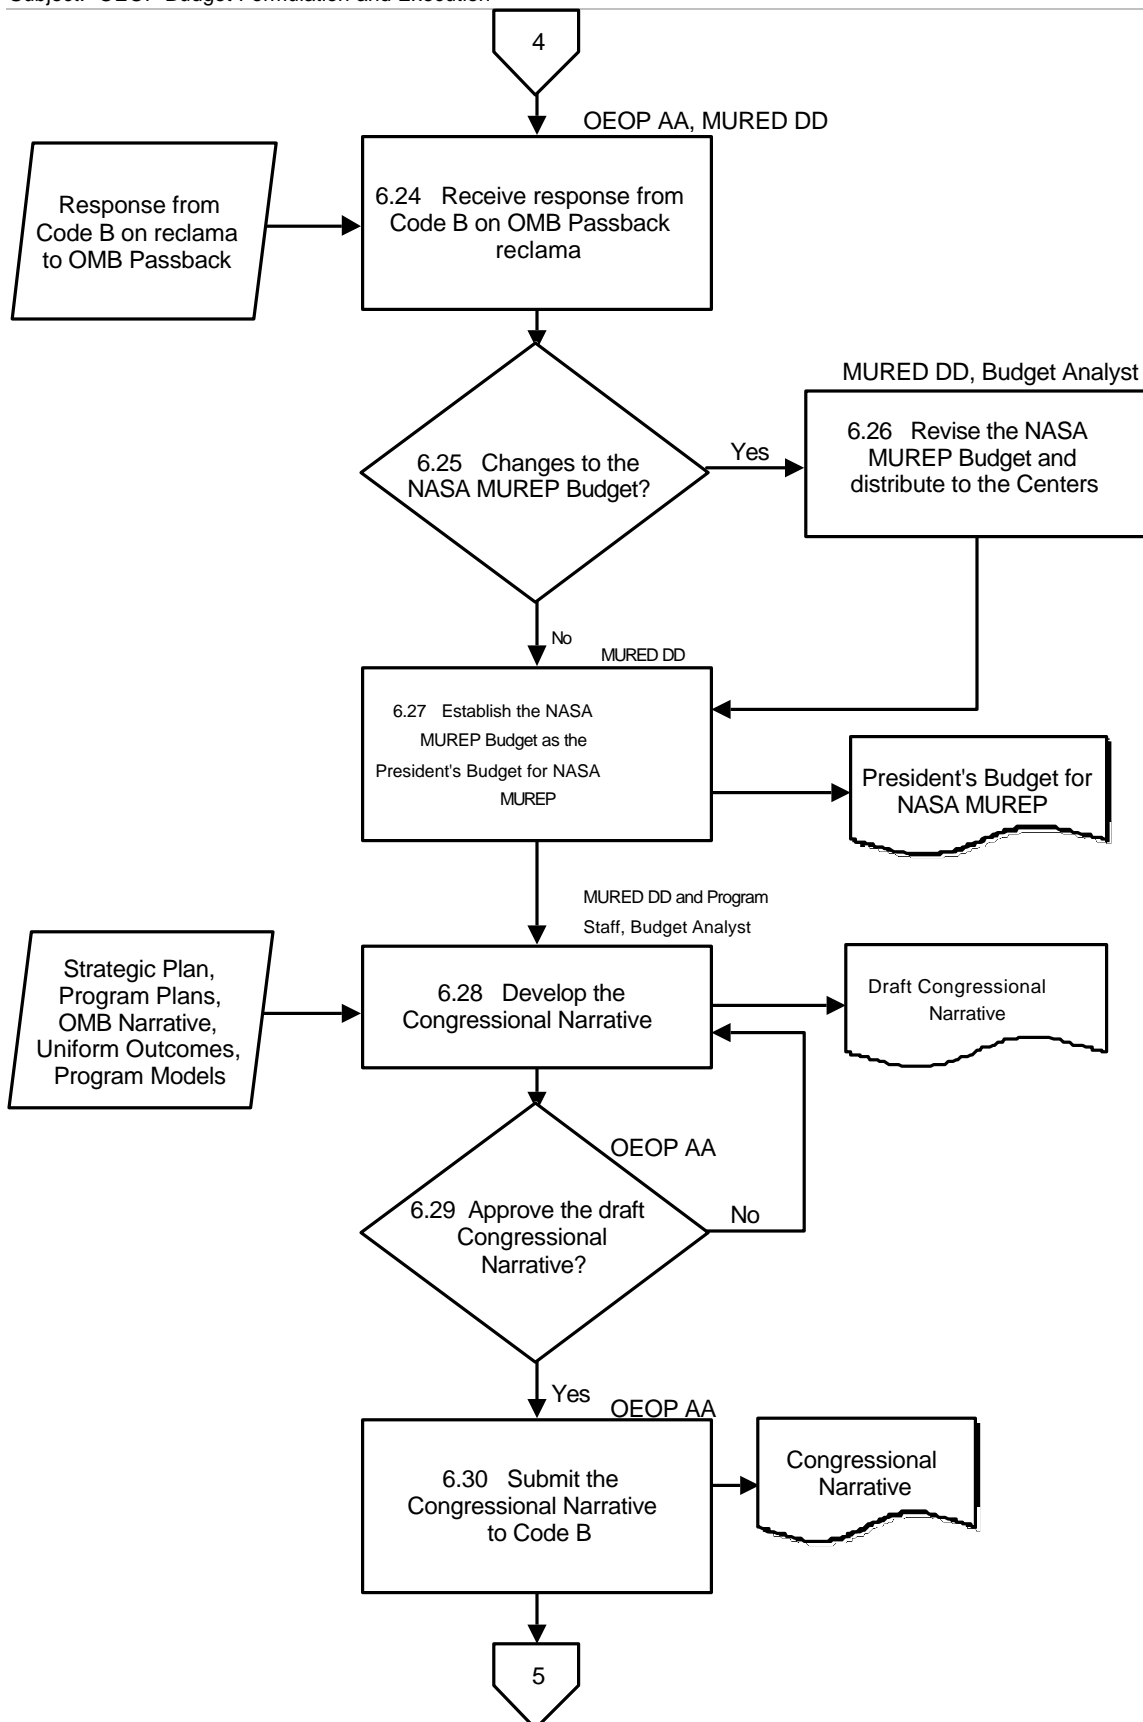 Subject: OEOP Budget Formulation and Execution
4
OEOP AA, MURED DD
Response from
Code B on reclama
to OMB Passback
6.24 Receive response from
Code B on OMB Passback
reclama
MURED DD, Budget Analyst
6.25 Changes to the
NASA MUREP Budget?
Yes
6.26 Revise the NASA
MUREP Budget and
distribute to the Centers
No
MURED DD
6.27 Establish the NASA
MUREP Budget as the
President's Budget for NASA
MUREP
President's Budget for
NASA MUREP
MURED DD and Program
Staff, Budget Analyst
Strategic Plan,
Program Plans,
OMB Narrative,
Uniform Outcomes,
Program Models
6.28 Develop the
Congressional Narrative
Draft Congressional
Narrative
OEOP AA
6.29 Approve the draft
Congressional
Narrative?
No
Yes
OEOP AA
6.30 Submit the
Congressional Narrative
to Code B
Congressional
Narrative
5